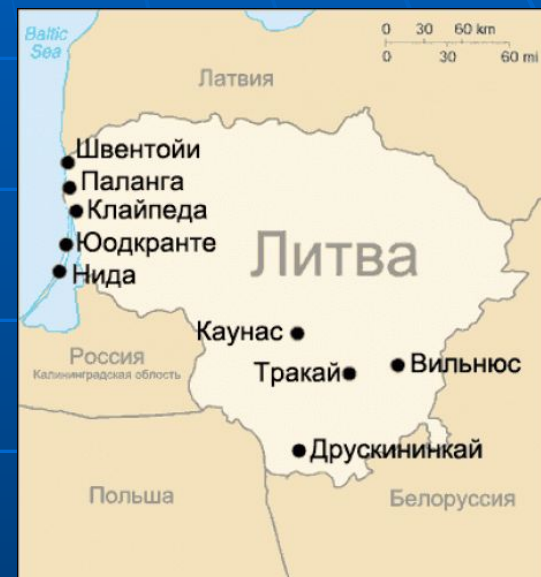 Baltic
Sea
0 30 60 km
0 30 60 mi
Латвия
Швентойи
Паланга
Клайпеда
Юодкранте
Нида
Литва
Каунас
Тракай
Вильнюс
Россия
Калининградская область
Друскининкай
Польша
Белоруссия